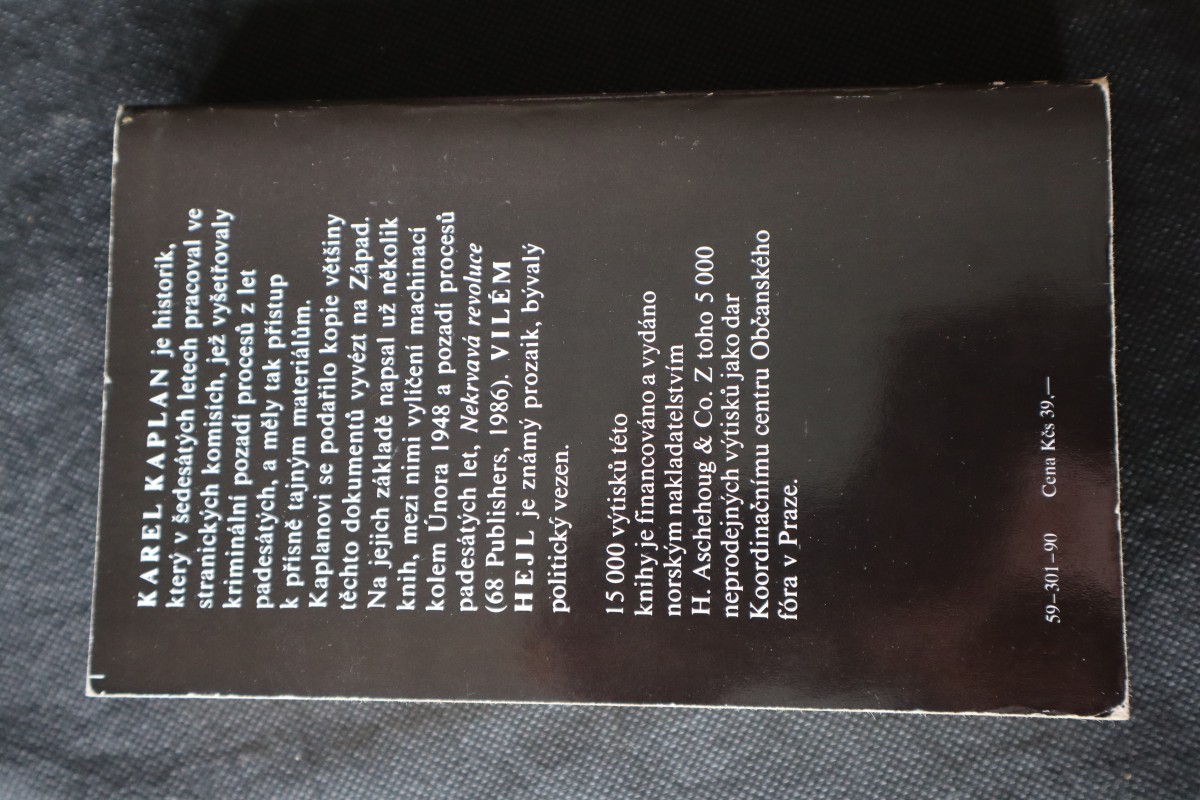 KAREL KAPLAN je historik,
který v šedesátých letech pracoval ve
stranických komisích, jež vyšetřovaly
kriminální pozadí procesů z let
padesátých, a měly tak přístup
k přísně tajným materiálům.
Kaplanovi se podařilo kopie většiny
těchto dokumentů vyvézt na Západ.
Na jejich základě napsal už několik
knih, mezi nimi vylíčení machinací
kolem Února 1948 a pozadí procesů
padesátých let, Nekrvavá revoluce
(68 Publishers, 1986). VILÉM
HEJL je známý prozaik, bývalý
politický vezen.
15 000 výtisků této
knihy je financováno a vydáno
norským nakladatelstvím
H. Aschehoug & Co. Z toho 5 000
neprodejných výtisků jako dar
Koordinačnímu centru Občanského
fóra v Praze.
59–301–90 Cena Kčs 39,—